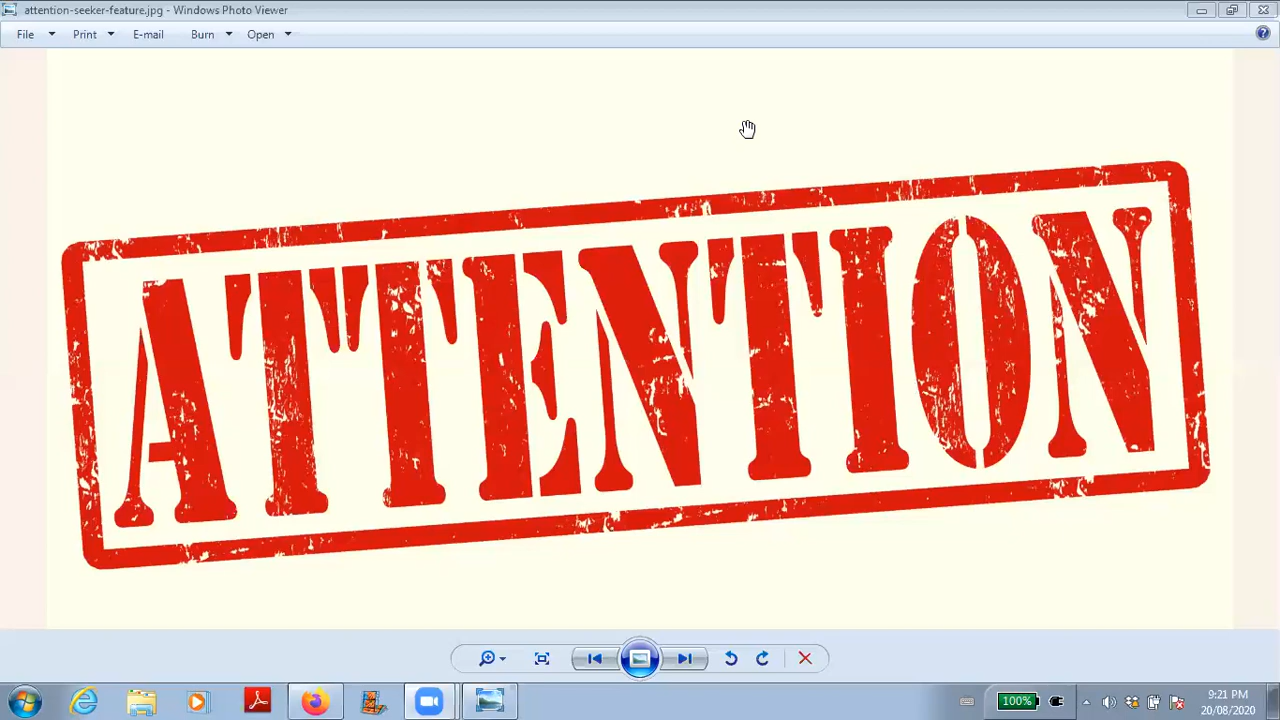 attention-seeker-feature.jpg - Windows Photo Viewer
File Print E-mail Burn Open
ATTENTION
100%
9:21 PM
20/08/2020